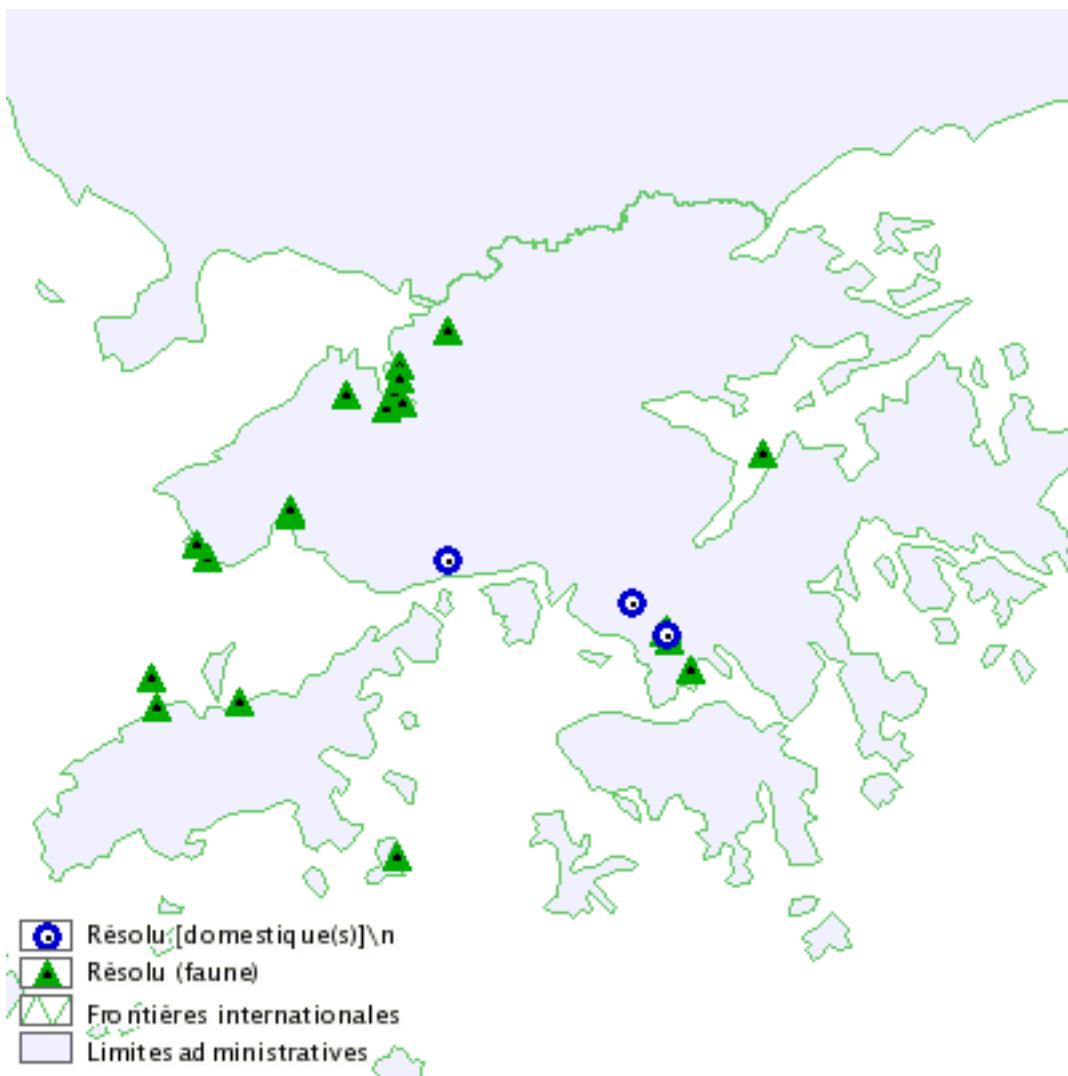 Résolu [domestique(s)]\n
Résolu (faune)
Frontières internationales
Limites administratives